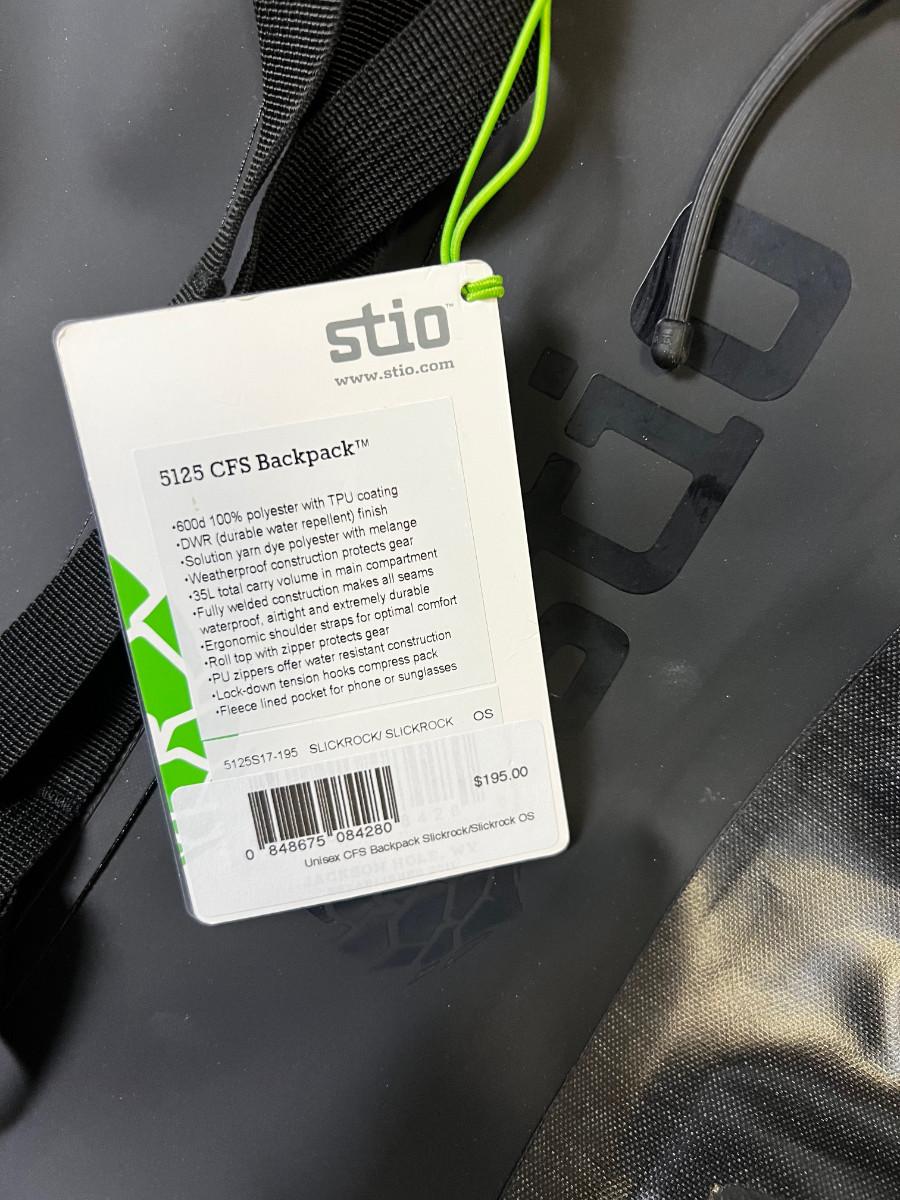 stio™
www.stio.com
5125 CFS Backpack™
•600d 100% polyester with TPU coating
•DWR (durable water repellent) finish
•Solution yarn dye polyester with melange
•Weatherproof construction protects gear
•35L total carry volume in main compartment
•Fully welded construction makes all seams
waterproof, airtight and extremely durable
•Ergonomic shoulder straps for optimal comfort
•Roll top with zipper protects gear
•PU zippers offer water resistant construction
•Lock-down tension hooks compress pack
•Fleece lined pocket for phone or sunglasses
5125S17-195 SLICKROCK/ SLICKROCK OS
$195.00
0 848675 084280
Unisex CFS Backpack Slickrock/Slickrock OS
JACKSON HOLE, WY
stio